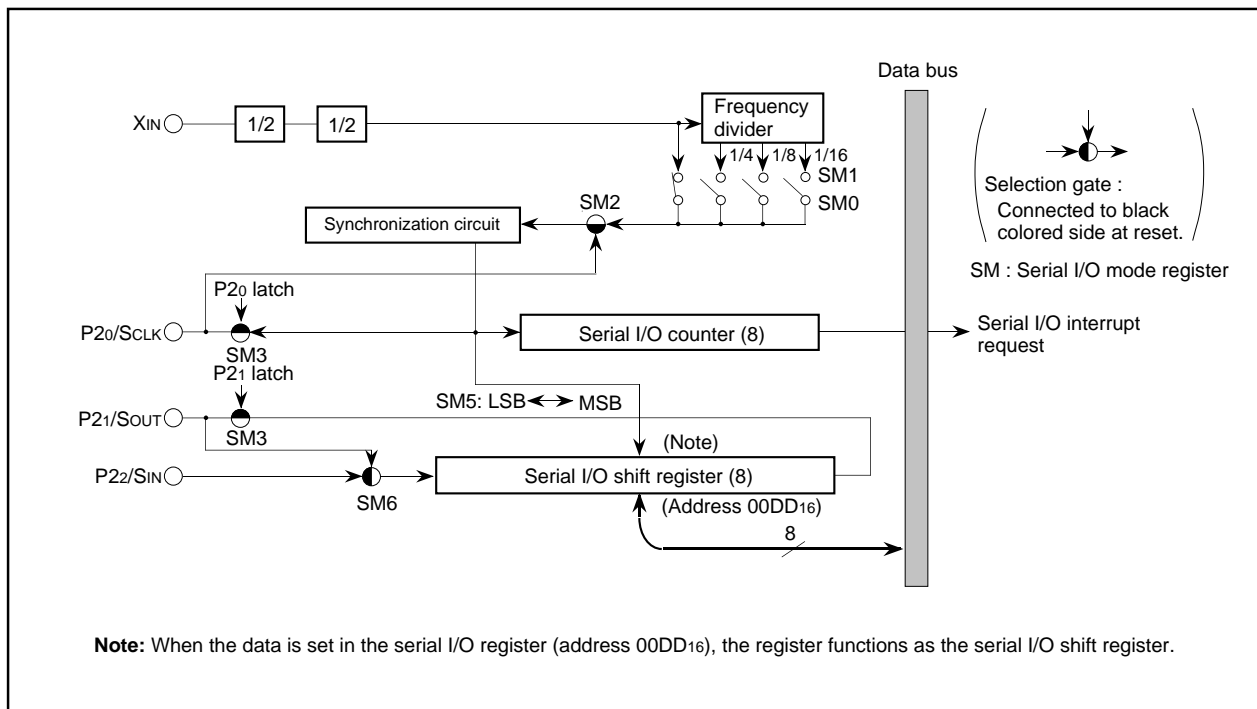 Data bus
XIN
1/2
1/2
Frequency
divider
1/4
1/8
1/16
SM1
SM0
SM2
Synchronization circuit
Selection gate :
Connected to black
colored side at reset.
SM : Serial I/O mode register
P20 latch
P20/SCLK
SM3
Serial I/O counter (8)
Serial I/O interrupt
request
P21 latch
SM5: LSB
MSB
P21/SOUT
SM3
(Note)
P22/SIN
SM6
Serial I/O shift register (8)
(Address 00DD16)
8
Note: When the data is set in the serial I/O register (address 00DD16), the register functions as the serial I/O shift register.